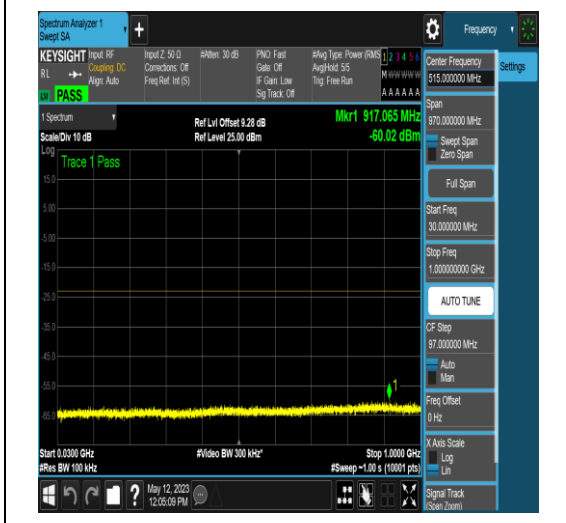 Spectrum Analyzer 1
Swept SA
+
Frequency
KEYSIGHT
RL
PASS
Input: RF
Coupling: DC
Align: Auto
Input Z: 50 Ω
Corrections: Off
Freq Ref: Int (S)
#Atten: 30 dB
PNO: Fast
Gate: Off
IF Gain: Low
Sig Track: Off
#Avg Type: Power (RMS
Avg|Hold: 5/5
Trig: Free Run
1 2 3 4 5 6
M W W W W W
A A A A A A
1 Spectrum
Scale/Div 10 dB
Ref Lvl Offset 9.28 dB
Ref Level 25.00 dBm
Mkr1 917.065 MHz
-60.02 dBm
Log
Trace 1 Pass
15.0
5.00
-5.00
-15.0
-25.0
-35.0
-45.0
-55.0
-65.0
1
Start 0.0300 GHz
#Res BW 100 kHz
#Video BW 300 kHz*
Stop 1.0000 GHz
#Sweep ~1.00 s (10001 pts)
Center Frequency
515.000000 MHz
Settings
Span
970.000000 MHz
Swept Span
Zero Span
Full Span
Start Freq
30.000000 MHz
Stop Freq
1.000000000 GHz
AUTO TUNE
CF Step
97.000000 MHz
Auto
Man
Freq Offset
0 Hz
X Axis Scale
Log
Lin
Signal Track
(Span Zoom)
?
May 12, 2023
12:05:09 PM